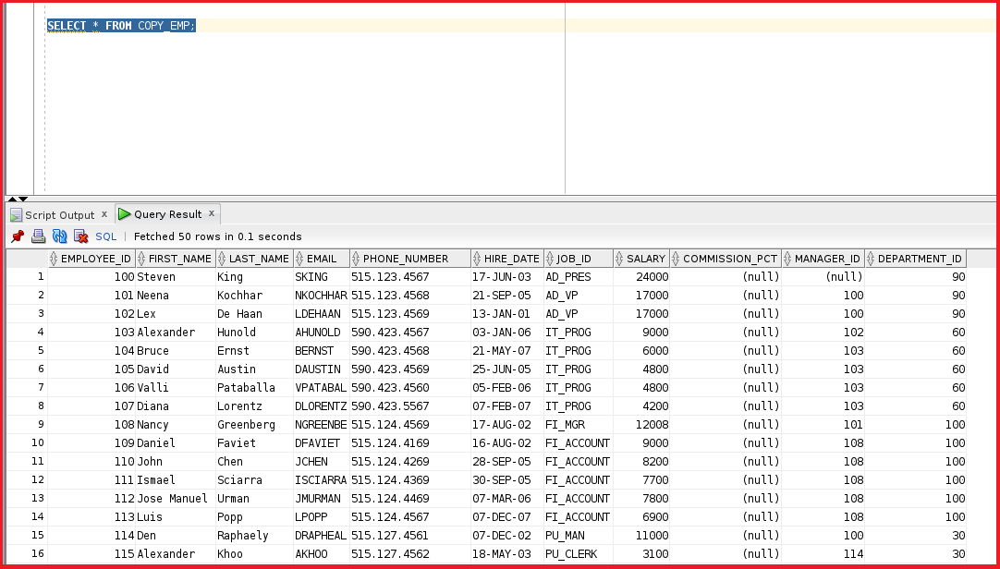 SELECT * FROM COPY_EMP;
Script Output x Query Result x
SQL | Fetched 50 rows in 0.1 seconds
EMPLOYEE_ID FIRST_NAME LAST_NAME EMAIL PHONE_NUMBER HIRE_DATE JOB_ID SALARY COMMISSION_PCT MANAGER_ID DEPARTMENT_ID
1 100 Steven King SKING 515.123.4567 17-JUN-03 AD_PRES 24000 (null) (null) 90
2 101 Neena Kochhar NKOCHHAR 515.123.4568 21-SEP-05 AD_VP 17000 (null) 100 90
3 102 Lex De Haan LDEHAAN 515.123.4569 13-JAN-01 AD_VP 17000 (null) 100 90
4 103 Alexander Hunold AHUNOLD 590.423.4567 03-JAN-06 IT_PROG 9000 (null) 102 60
5 104 Bruce Ernst BERNST 590.423.4568 21-MAY-07 IT_PROG 6000 (null) 103 60
6 105 David Austin DAUSTIN 590.423.4569 25-JUN-05 IT_PROG 4800 (null) 103 60
7 106 Valli Pataballa VPATABAL 590.423.4560 05-FEB-06 IT_PROG 4800 (null) 103 60
8 107 Diana Lorentz DLORENTZ 590.423.5567 07-FEB-07 IT_PROG 4200 (null) 103 60
9 108 Nancy Greenberg NGREENBE 515.124.4569 17-AUG-02 FI_MGR 12008 (null) 101 100
10 109 Daniel Faviet DFAVIET 515.124.4169 16-AUG-02 FI_ACCOUNT 9000 (null) 108 100
11 110 John Chen JCHEN 515.124.4269 28-SEP-05 FI_ACCOUNT 8200 (null) 108 100
12 111 Ismael Sciarra ISCIARRA 515.124.4369 30-SEP-05 FI_ACCOUNT 7700 (null) 108 100
13 112 Jose Manuel Urman JMURMAN 515.124.4469 07-MAR-06 FI_ACCOUNT 7800 (null) 108 100
14 113 Luis Popp LPOPP 515.124.4567 07-DEC-07 FI_ACCOUNT 6900 (null) 108 100
15 114 Den Raphaely DRAPHEAL 515.127.4561 07-DEC-02 PU_MAN 11000 (null) 100 30
16 115 Alexander Khoo AKHOO 515.127.4562 18-MAY-03 PU_CLERK 3100 (null) 114 30